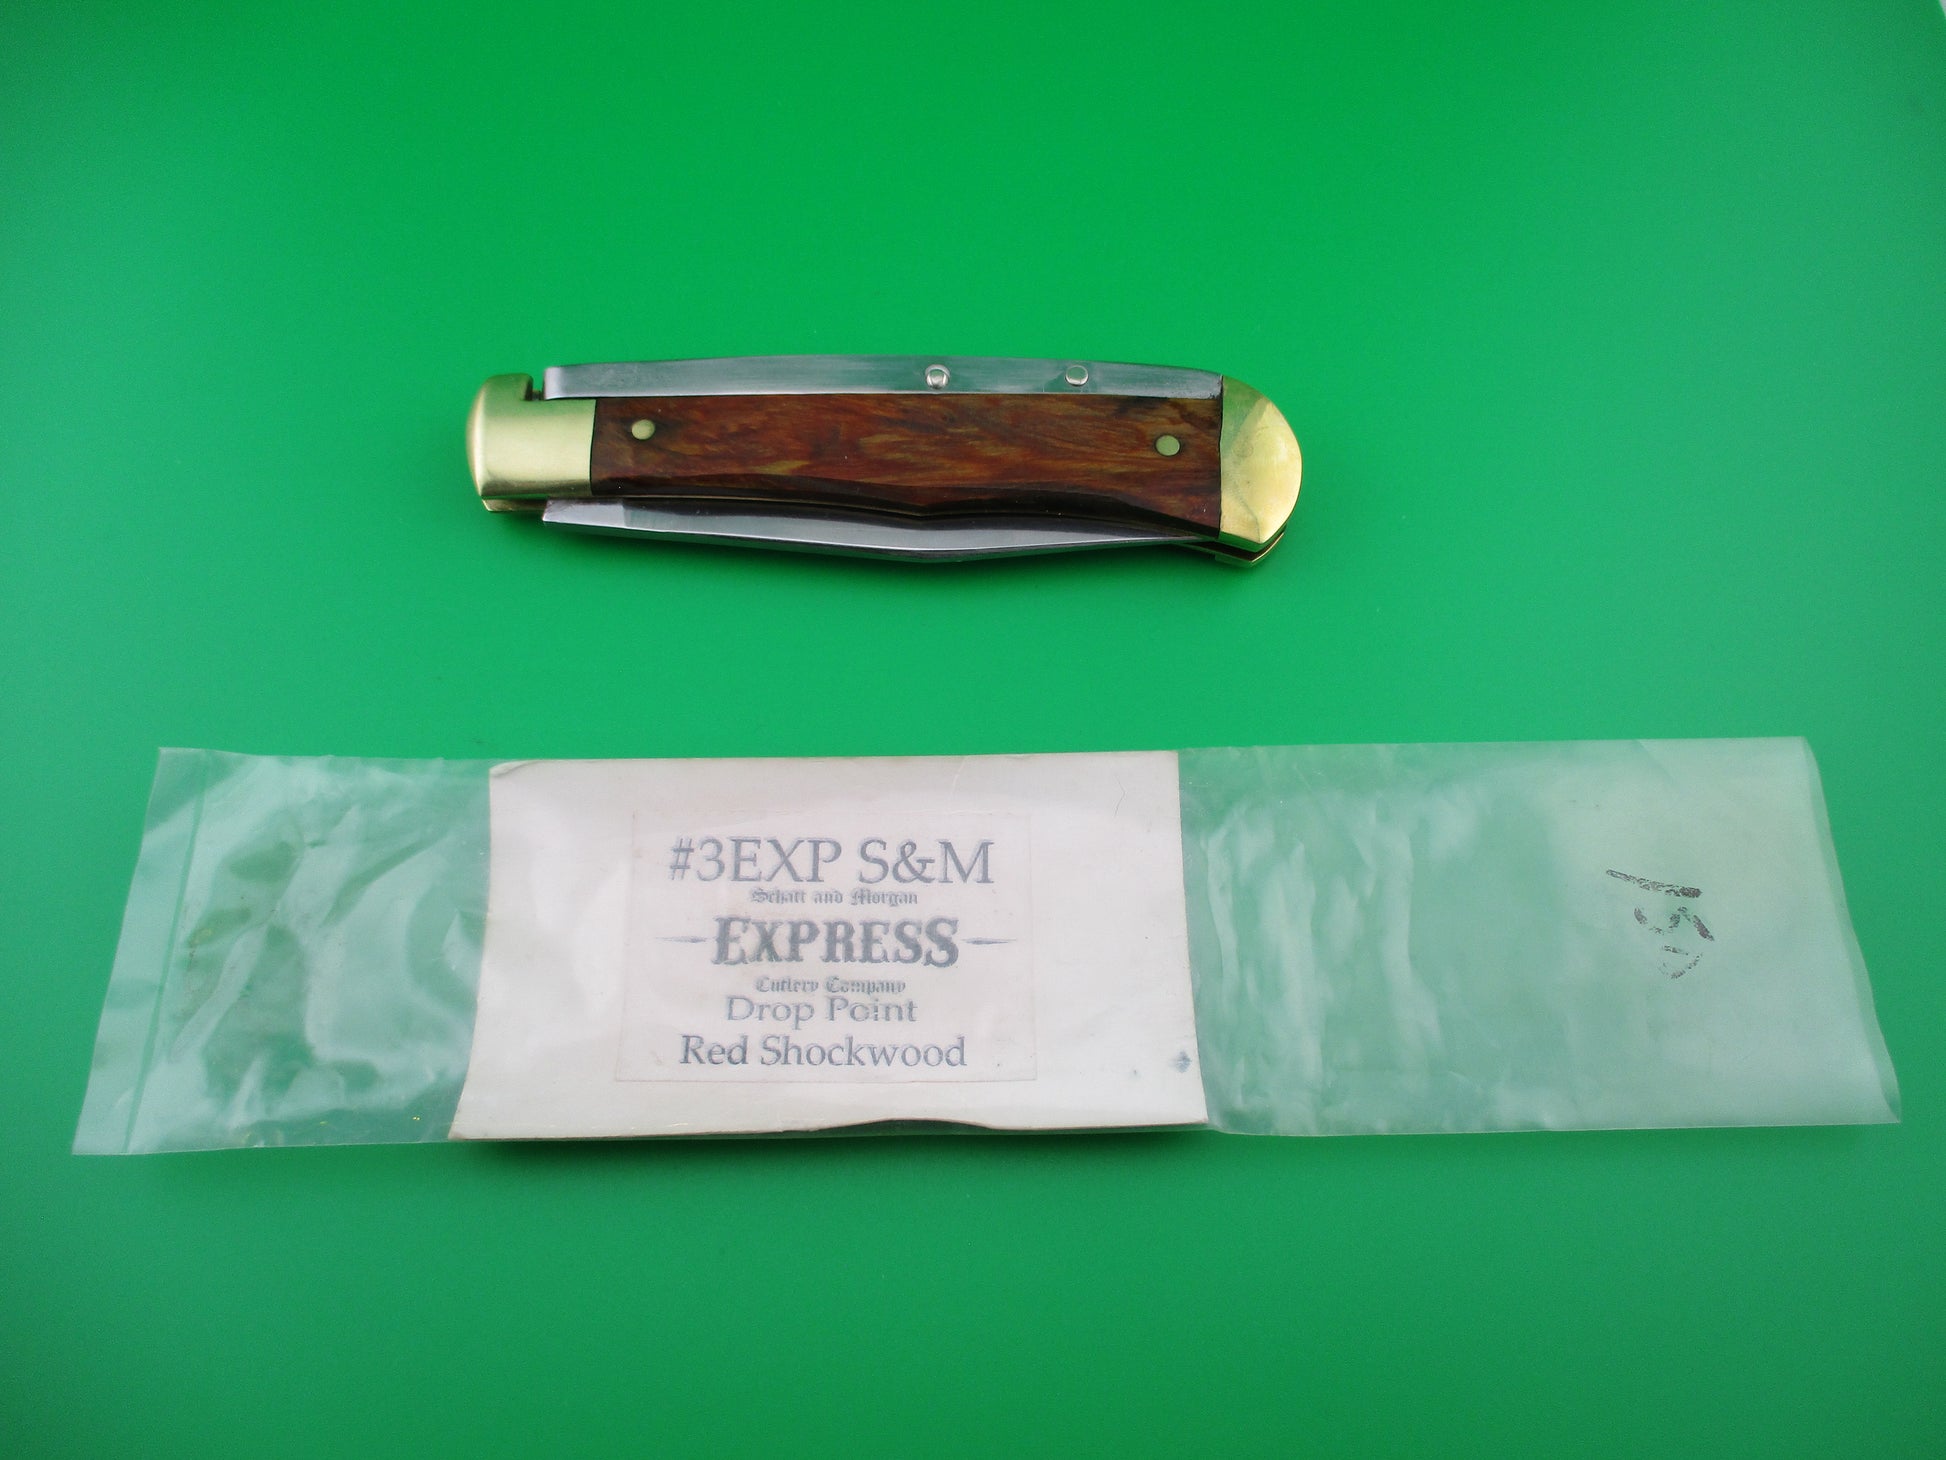 #3EXP S&M
Schatt and Morgan
EXPRESS
Cutlery Company
Drop Point
Red Shockwood